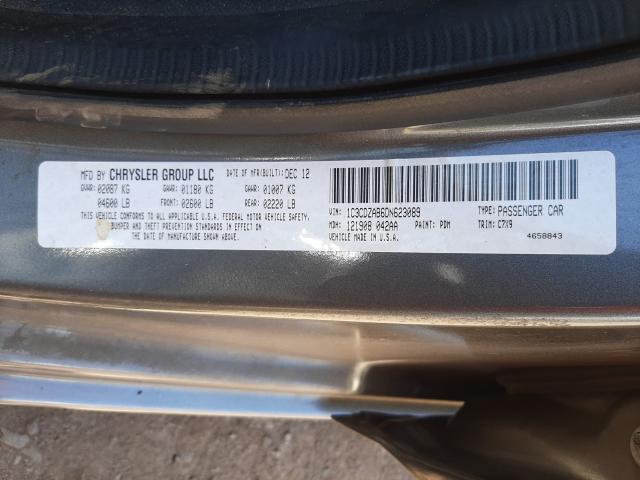 MFD BY CHRYSLER GROUP LLC DATE OF MFR(BUILT): DEC 12
GVWR: 02087 KG GAWR: 01180 KG GAWR: 01007 KG
04600 LB FRONT: 02600 LB REAR: 02220 LB
THIS VEHICLE CONFORMS TO ALL APPLICABLE U.S.A. FEDERAL MOTOR VEHICLE SAFETY,
BUMPER AND THEFT PREVENTION STANDARDS IN EFFECT ON
THE DATE OF MANUFACTURE SHOWN ABOVE.
VIN: 1C3CDZAB6DN623089 TYPE: PASSENGER CAR
MDH: 121908 042AA PAINT: PDM TRIM: C7X9
VEHICLE MADE IN U.S.A. 4658843